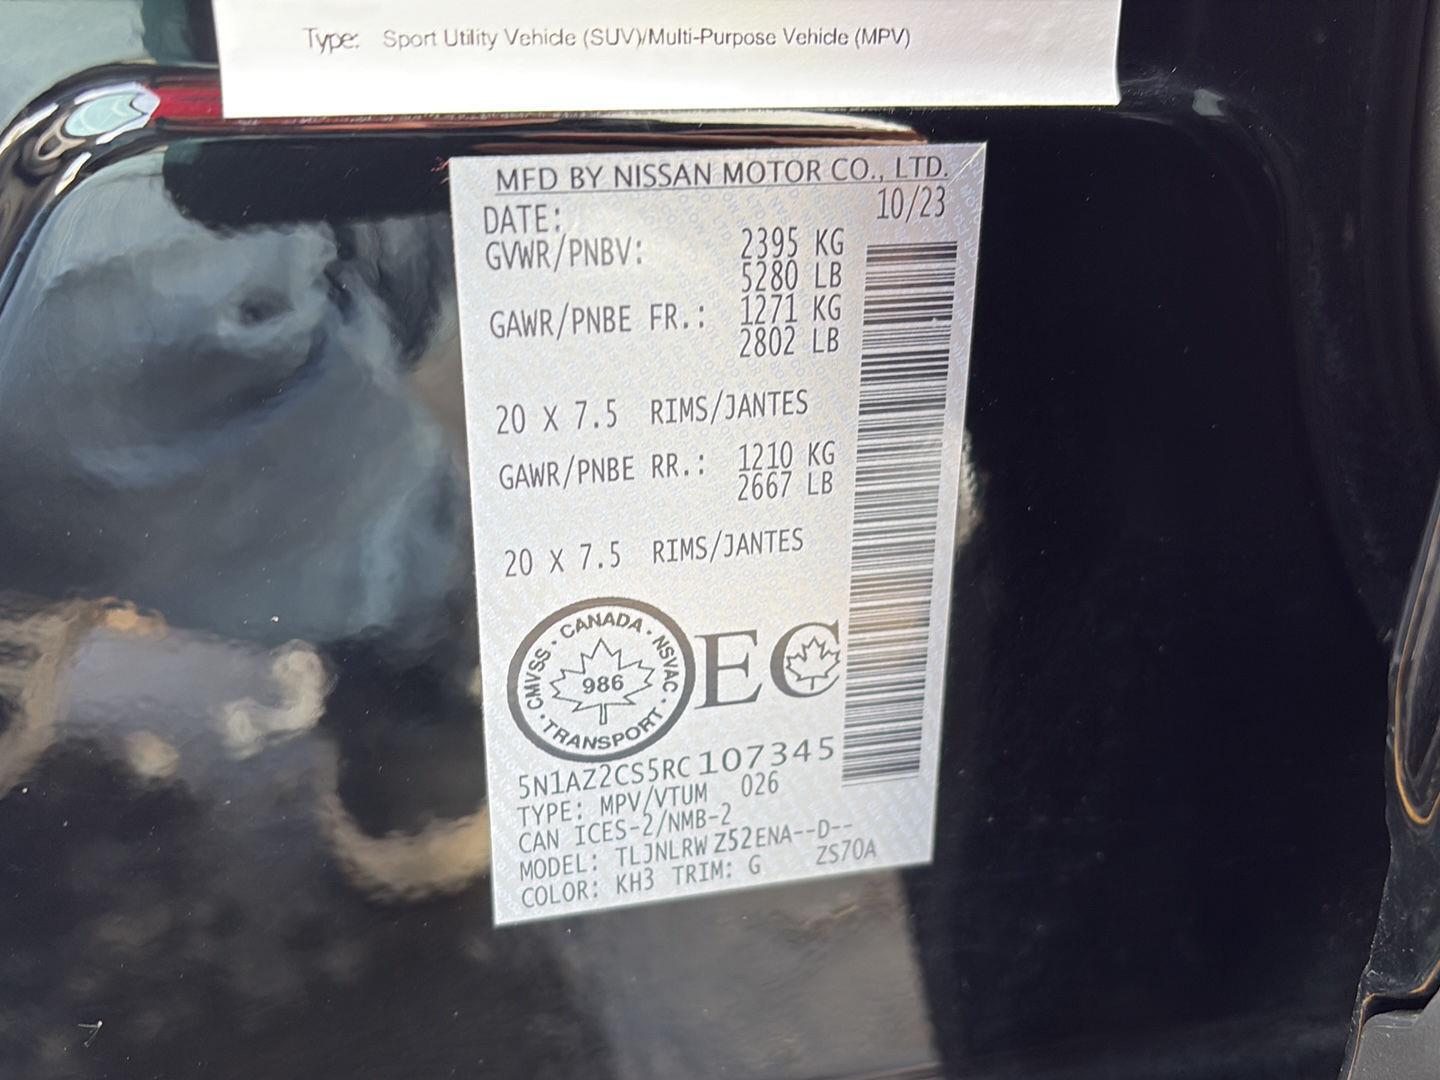 Type: Sport Utility Vehicle (SUV)/Multi-Purpose Vehicle (MPV)
MFD BY NISSAN MOTOR CO., LTD.
DATE: 10/23
GVWR/PNBV: 2395 KG
5280 LB
GAWR/PNBE FR.: 1271 KG
2802 LB
20 X 7.5 RIMS/JANTES
GAWR/PNBE RR.: 1210 KG
2667 LB
20 X 7.5 RIMS/JANTES
CMVSS · CANADA · NSVAC · TRANSPORT ·
986
EC
5N1AZ2CS5RC107345
TYPE: MPV/VTUM 026
CAN ICES-2/NMB-2
MODEL: TLJNLRWZ52ENA--D--
COLOR: KH3 TRIM: G ZS70A